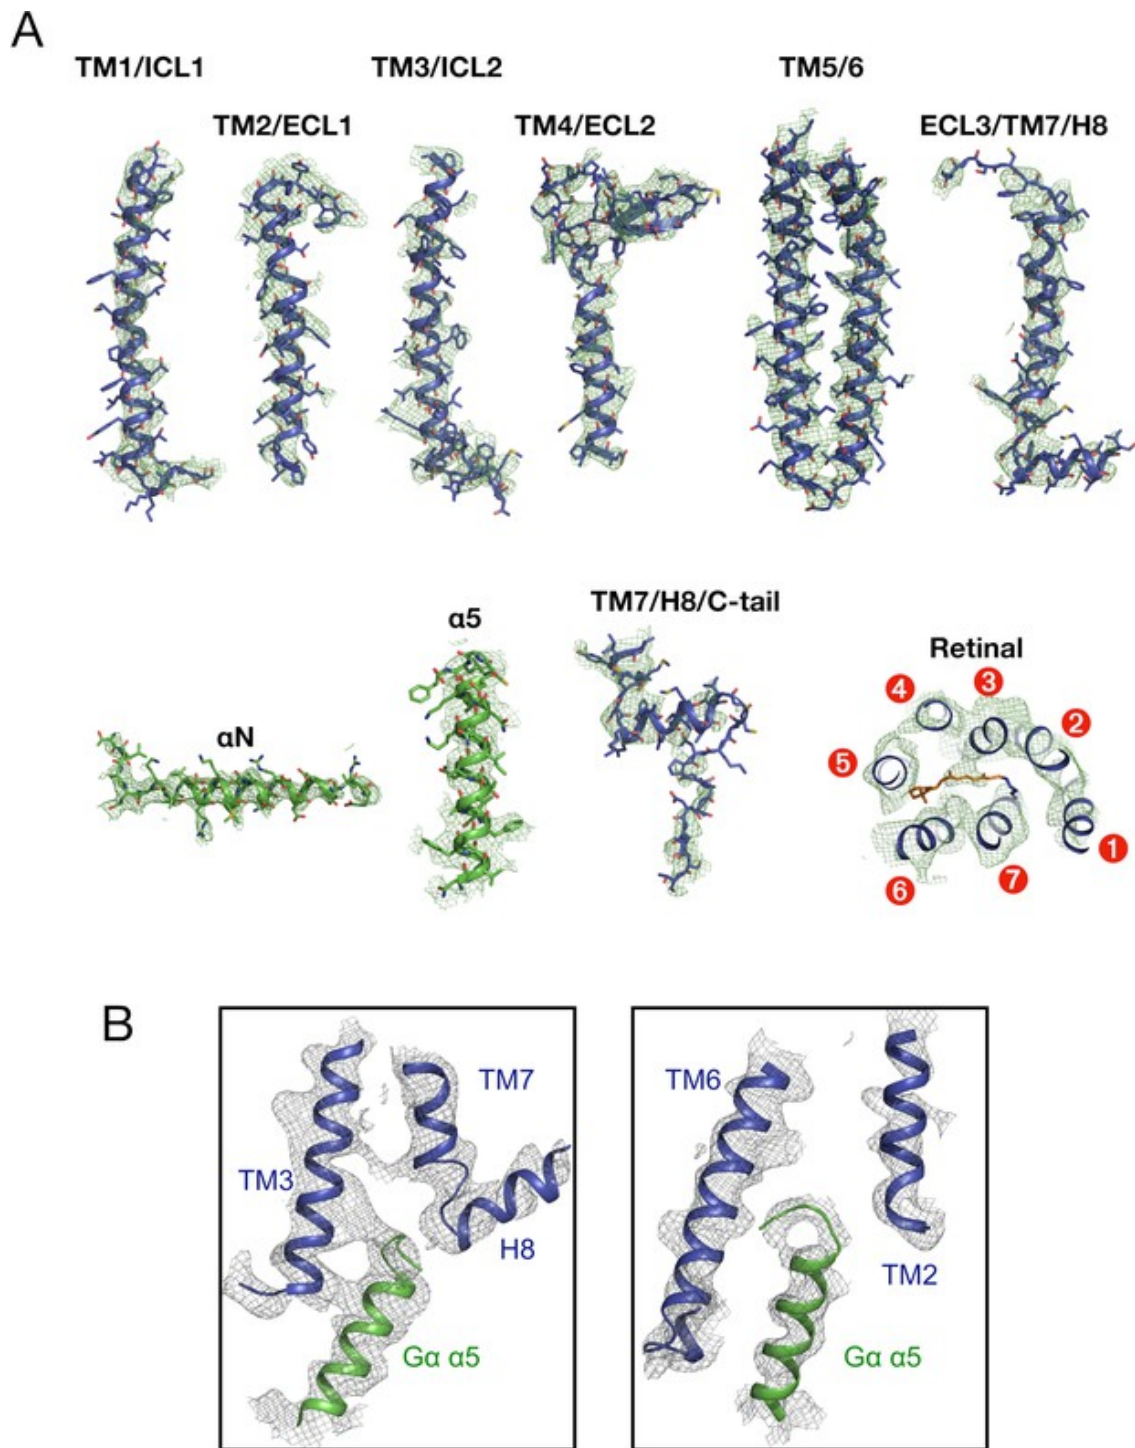 A
TM1/ICL1
TM3/ICL2
TM5/6
TM2/ECL1
TM4/ECL2
ECL3/TM7/H8
α5
TM7/H8/C-tail
Retinal
αN
4
3
2
5
1
6
7
B
TM7
TM3
H8
Gα α5
TM6
TM2
Gα α5